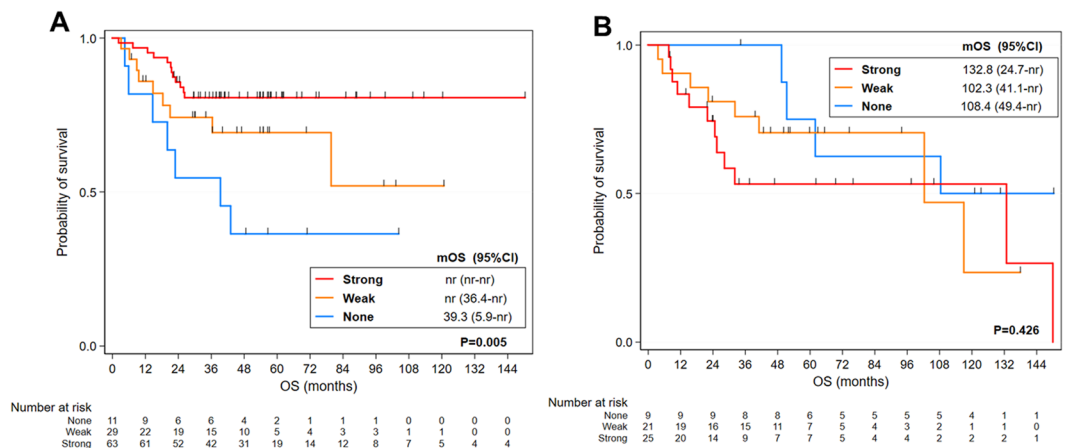 A
1.0
0.5
0.0
Probability of survival
mOS (95%CI)
Strong nr (nr-nr)
Weak nr (36.4-nr)
None 39.3 (5.9-nr)
P=0.005
0 12 24 36 48 60 72 84 96 108 120 132 144
OS (months)
Number at risk
None 11 9 6 6 4 2 1 1 1 0 0 0 0
Weak 29 22 19 15 10 5 4 3 3 1 1 0 0
Strong 63 61 52 42 31 19 14 12 8 7 5 4 4
B
1.0
0.5
0.0
Probability of survival
mOS (95%CI)
Strong 132.8 (24.7-nr)
Weak 102.3 (41.1-nr)
None 108.4 (49.4-nr)
P=0.426
0 12 24 36 48 60 72 84 96 108 120 132 144
OS (months)
Number at risk
None 9 9 9 8 8 6 5 5 5 5 4 1 1
Weak 21 19 16 15 11 7 5 4 3 2 1 1 0
Strong 25 20 14 9 7 7 5 4 4 2 2 2 1